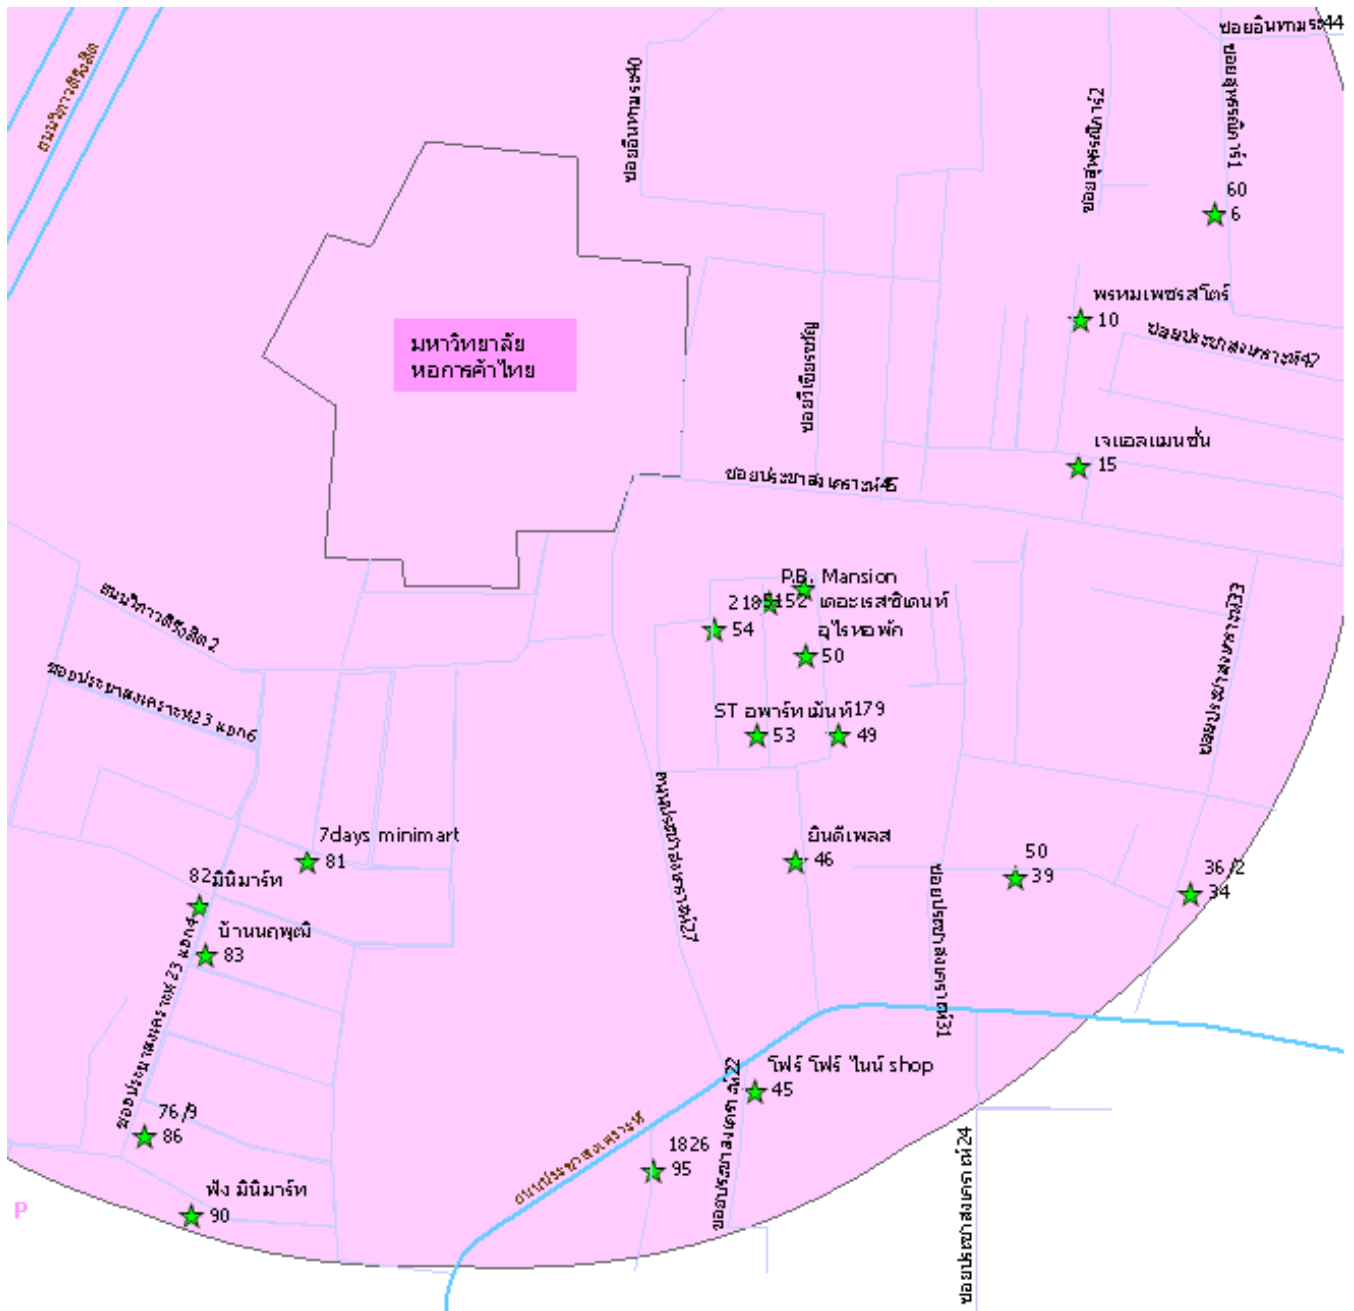 ซอยอินทามระ44
ถนนวิภาวดีรังสิต
ซอยอินทามระ40
ซอยสุทธรณิการ์2
60
6
พรหมเพชรสโตร์
10
ซอยประชาสงเคราะห์47
มหาวิทยาลัย
หอการค้าไทย
เจแอลแมนชั่น
15
ซอยประชาสงเคราะห์45
P.B. Mansion
เดอะเรสซิเดนท์
54
อุไรหอพัก
50
ถนนวิภาวดีรังสิต 2
ซอยประชาสงเคราะห์23 แยก6
ซอยประชาสงเคราะห์33
ST อพาร์ทเม้นท์179
53
49
ถนนประชาสงเคราะห์27
7days minimart
81
ยินดีเพลส
46
50
39
36/2
34
82มินิมาร์ท
บ้านนฤพุฒิ
83
ซอยประชาสงเคราะห์ 23 แยก4
ซอยประชาสงเคราะห์31
โฟร์ โฟร์ ไนน์ shop
45
ซอยประชาสงเคราะห์22
76/9
86
ถนนประชาสงเคราะห์
1826
95
ซอยประชาสงเคราะห์24
ฟัง มินิมาร์ท
90
P